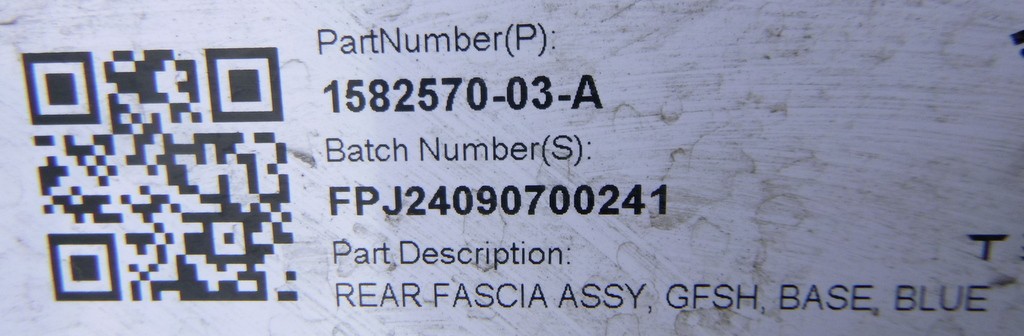 PartNumber(P):
1582570-03-A
Batch Number(S):
FPJ24090700241
Part Description:
REAR FASCIA ASSY, GFSH, BASE, BLUE
T